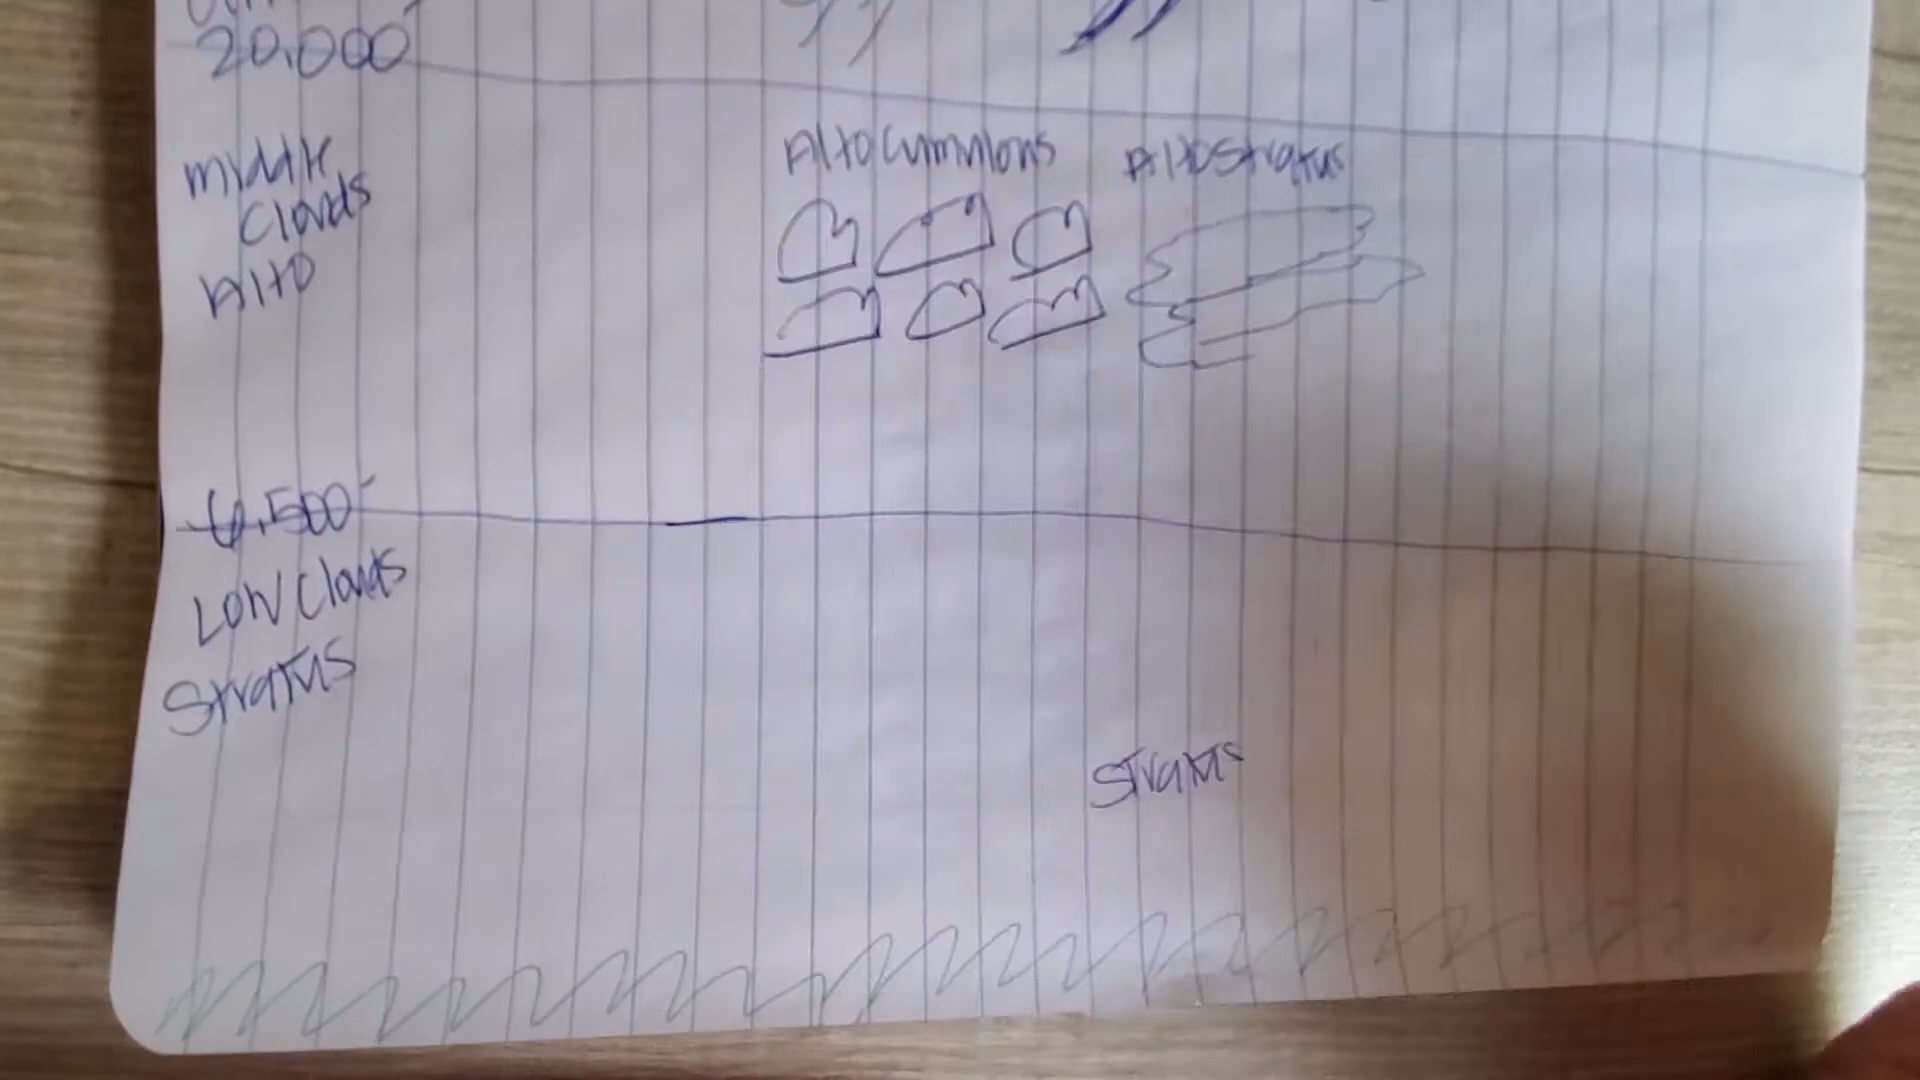 20,000'
Middle
Clouds
Alto
AltoCummlons
AltoStratus
6,500'
Low Clouds
Stratus
Stratus